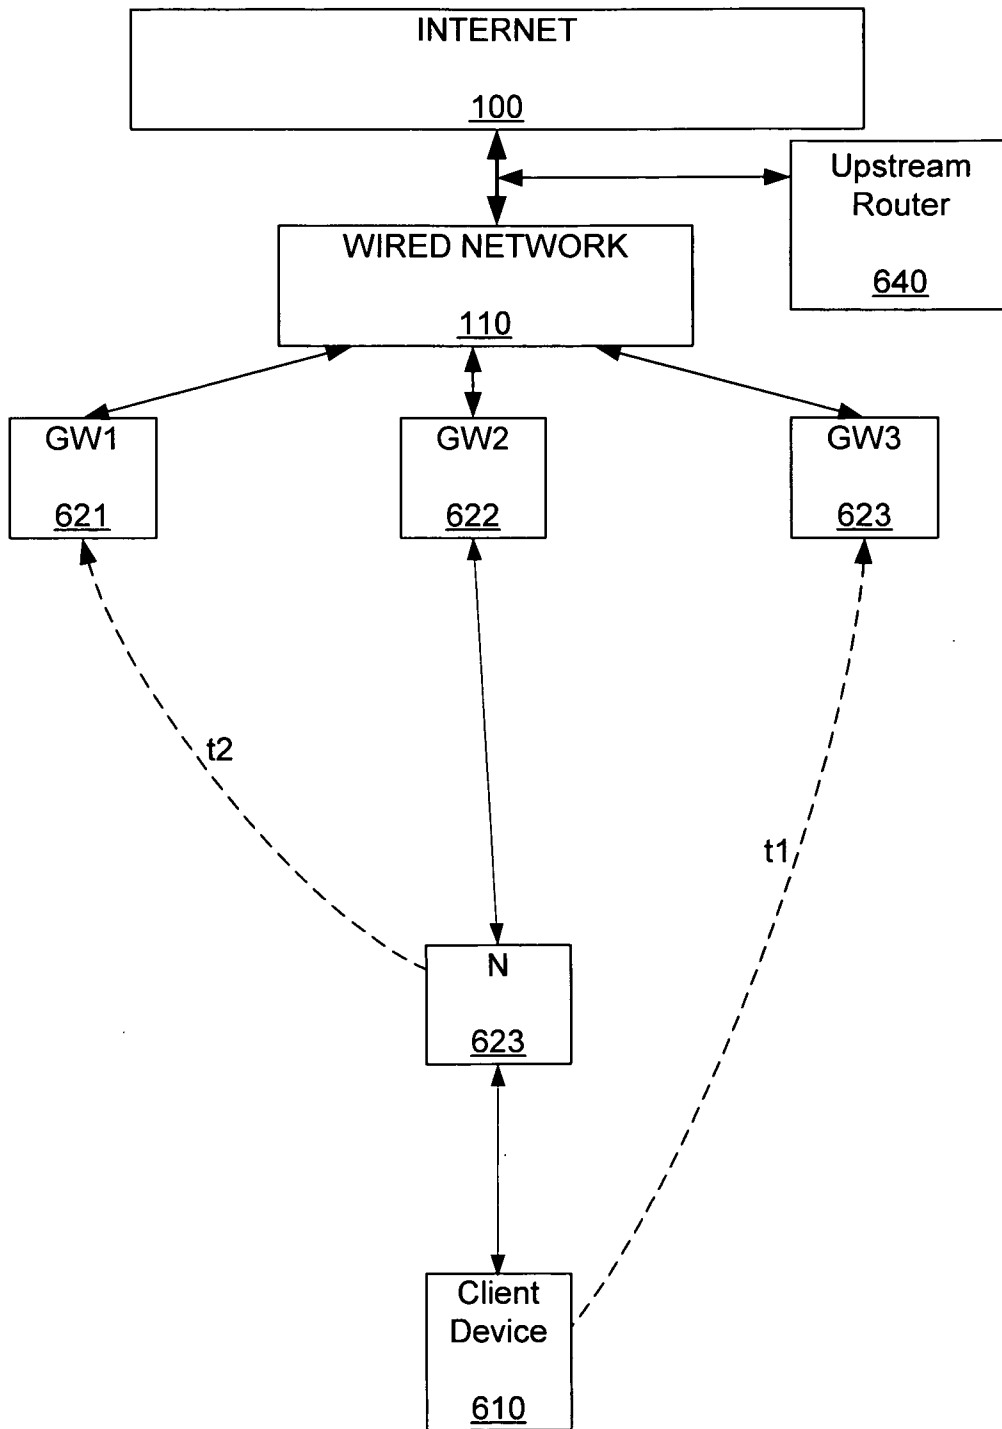 INTERNET
100
Upstream
Router
640
WIRED NETWORK
110
GW1
621
GW2
622
GW3
623
t2
t1
N
623
Client
Device
610